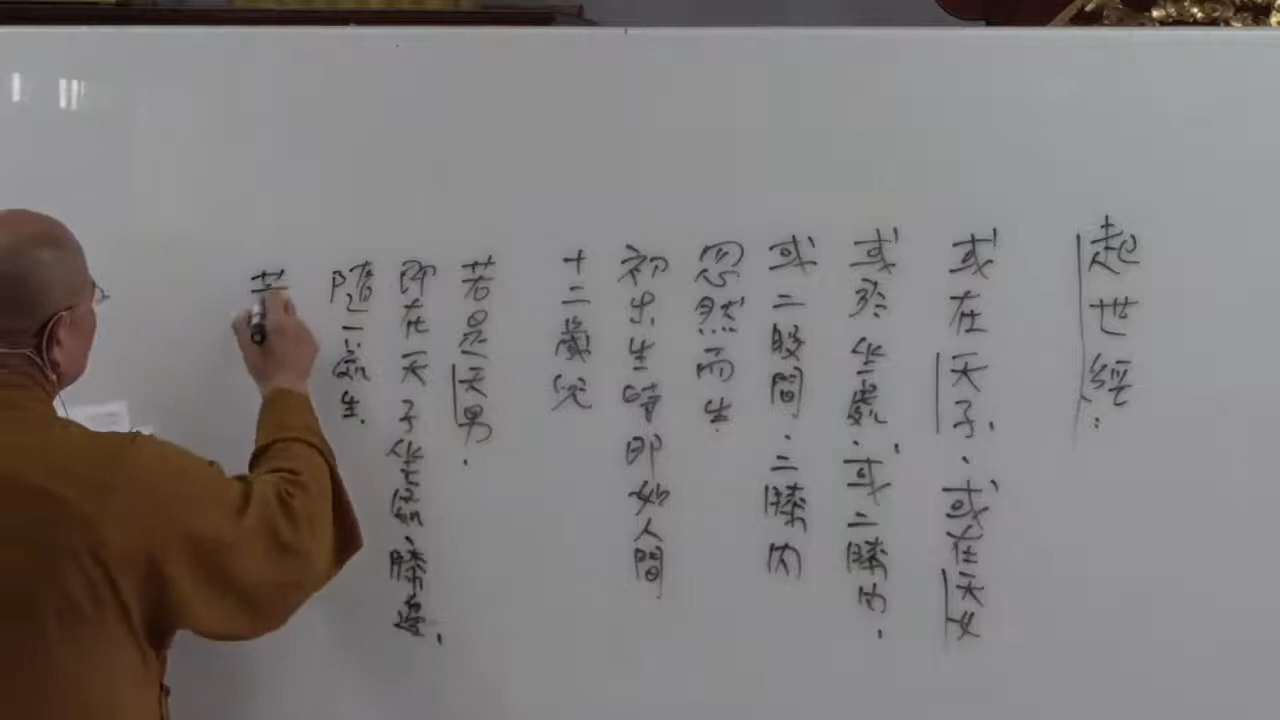 起世經：
或在天子、或在天女
或於坐處、或二膝內、
或二股間、二膝內
忽然而生、
初出生時即如人間
十二歲兒
若是天男、
即在天子坐處膝邊、
隨一處生、
若